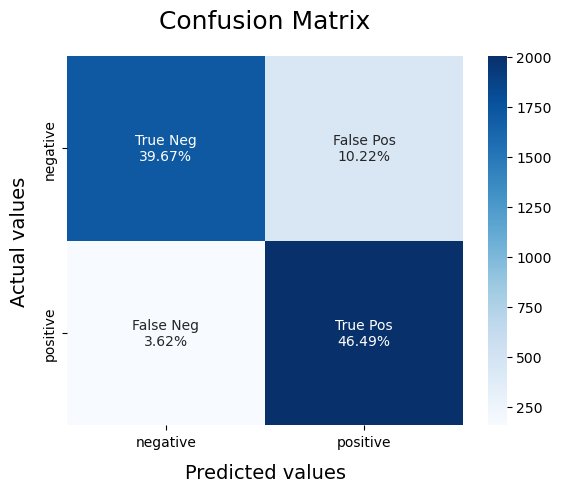 Confusion Matrix
Actual values
negative
positive
True Neg
39.67%
False Pos
10.22%
False Neg
3.62%
True Pos
46.49%
negative
positive
Predicted values
2000
1750
1500
1250
1000
750
500
250